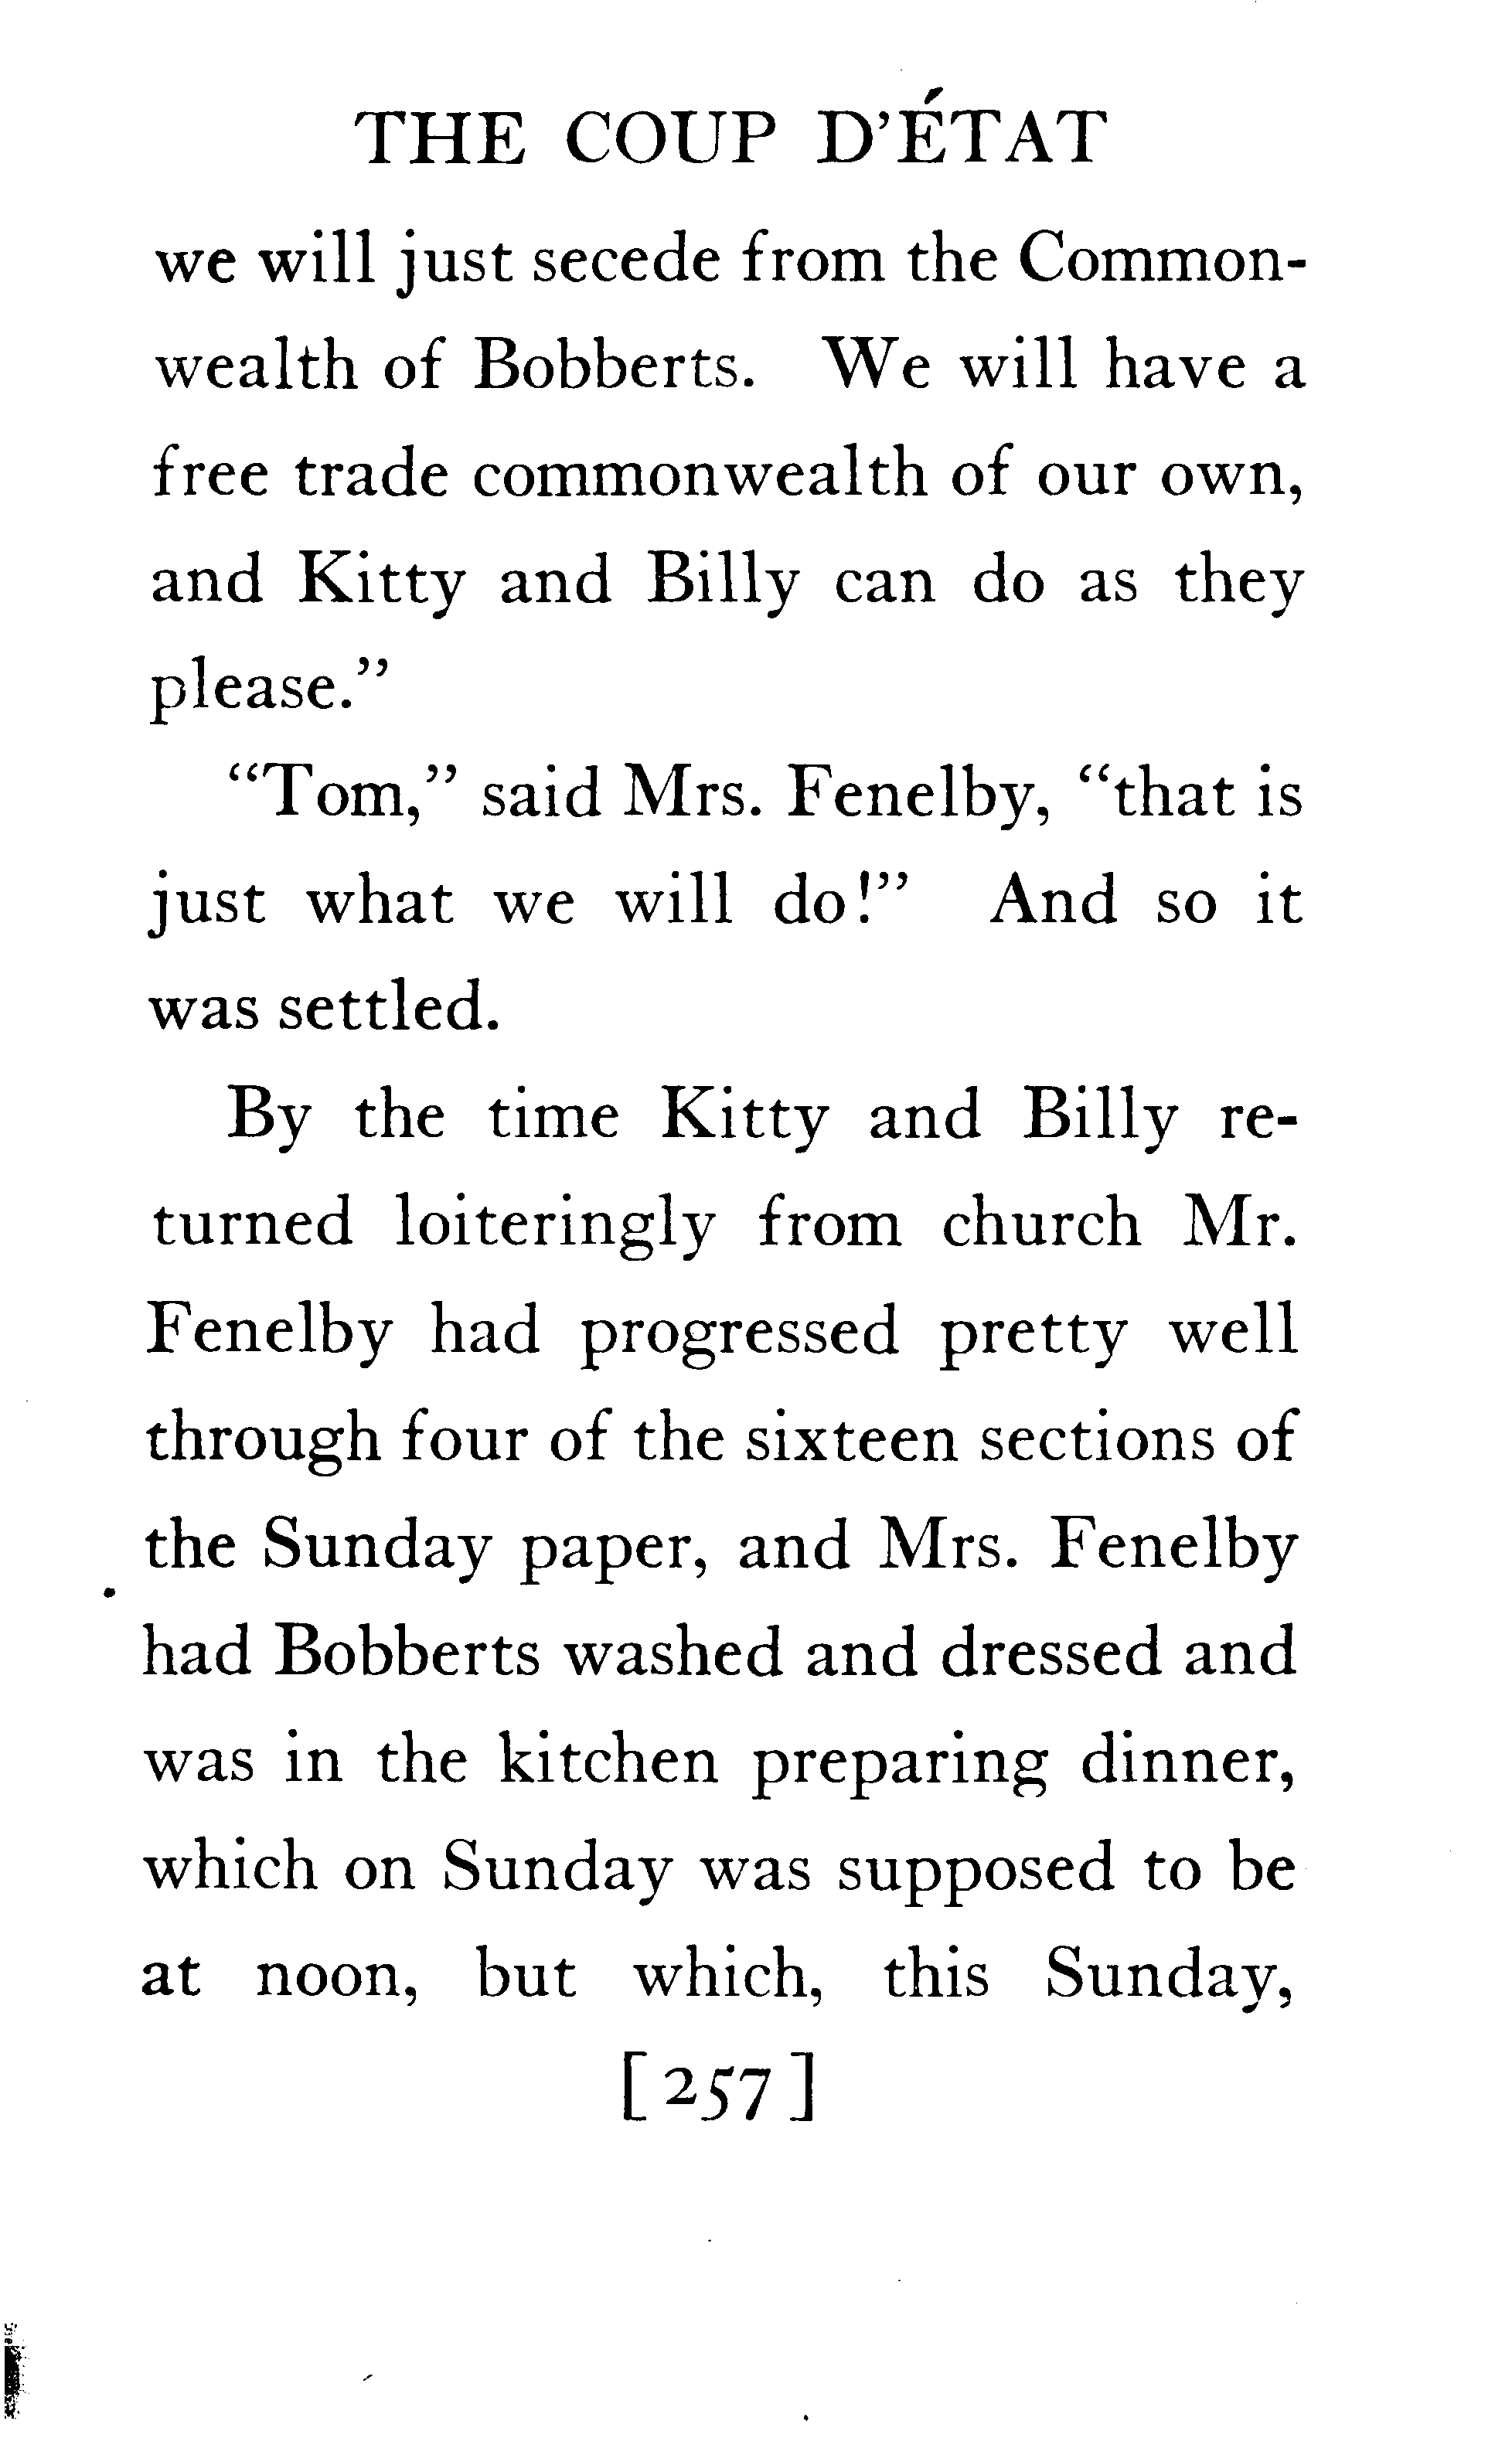 THE COUP D'ÉTAT
we will just secede from the Common-
wealth of Bobberts. We will have a
free trade commonwealth of our own,
and Kitty and Billy can do as they
please."
"Tom," said Mrs. Fenelby, "that is
just what we will do!" And so it
was settled.
By the time Kitty and Billy re-
turned loiteringly from church Mr.
Fenelby had progressed pretty well
through four of the sixteen sections of
the Sunday paper, and Mrs. Fenelby
had Bobberts washed and dressed and
was in the kitchen preparing dinner,
which on Sunday was supposed to be
at noon, but which, this Sunday,
[257]